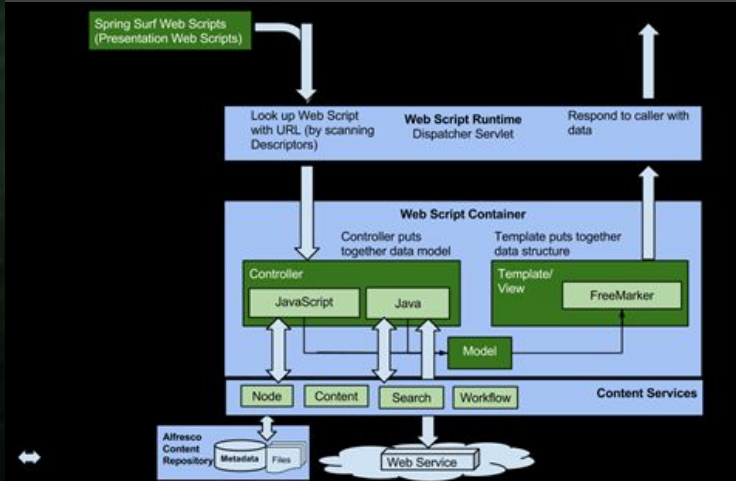 Spring Surf Web Scripts
(Presentation Web Scripts)
Look up Web Script
with URL (by scanning
Descriptors)
Web Script Runtime
Dispatcher Servlet
Respond to caller with
data
Web Script Container
Controller puts
together data model
Template puts together
data structure
Controller
JavaScript
Java
Template/
View
FreeMarker
Model
Node
Content
Search
Workflow
Content Services
Alfresco
Content
Repository
Metadata
Files
Web Service